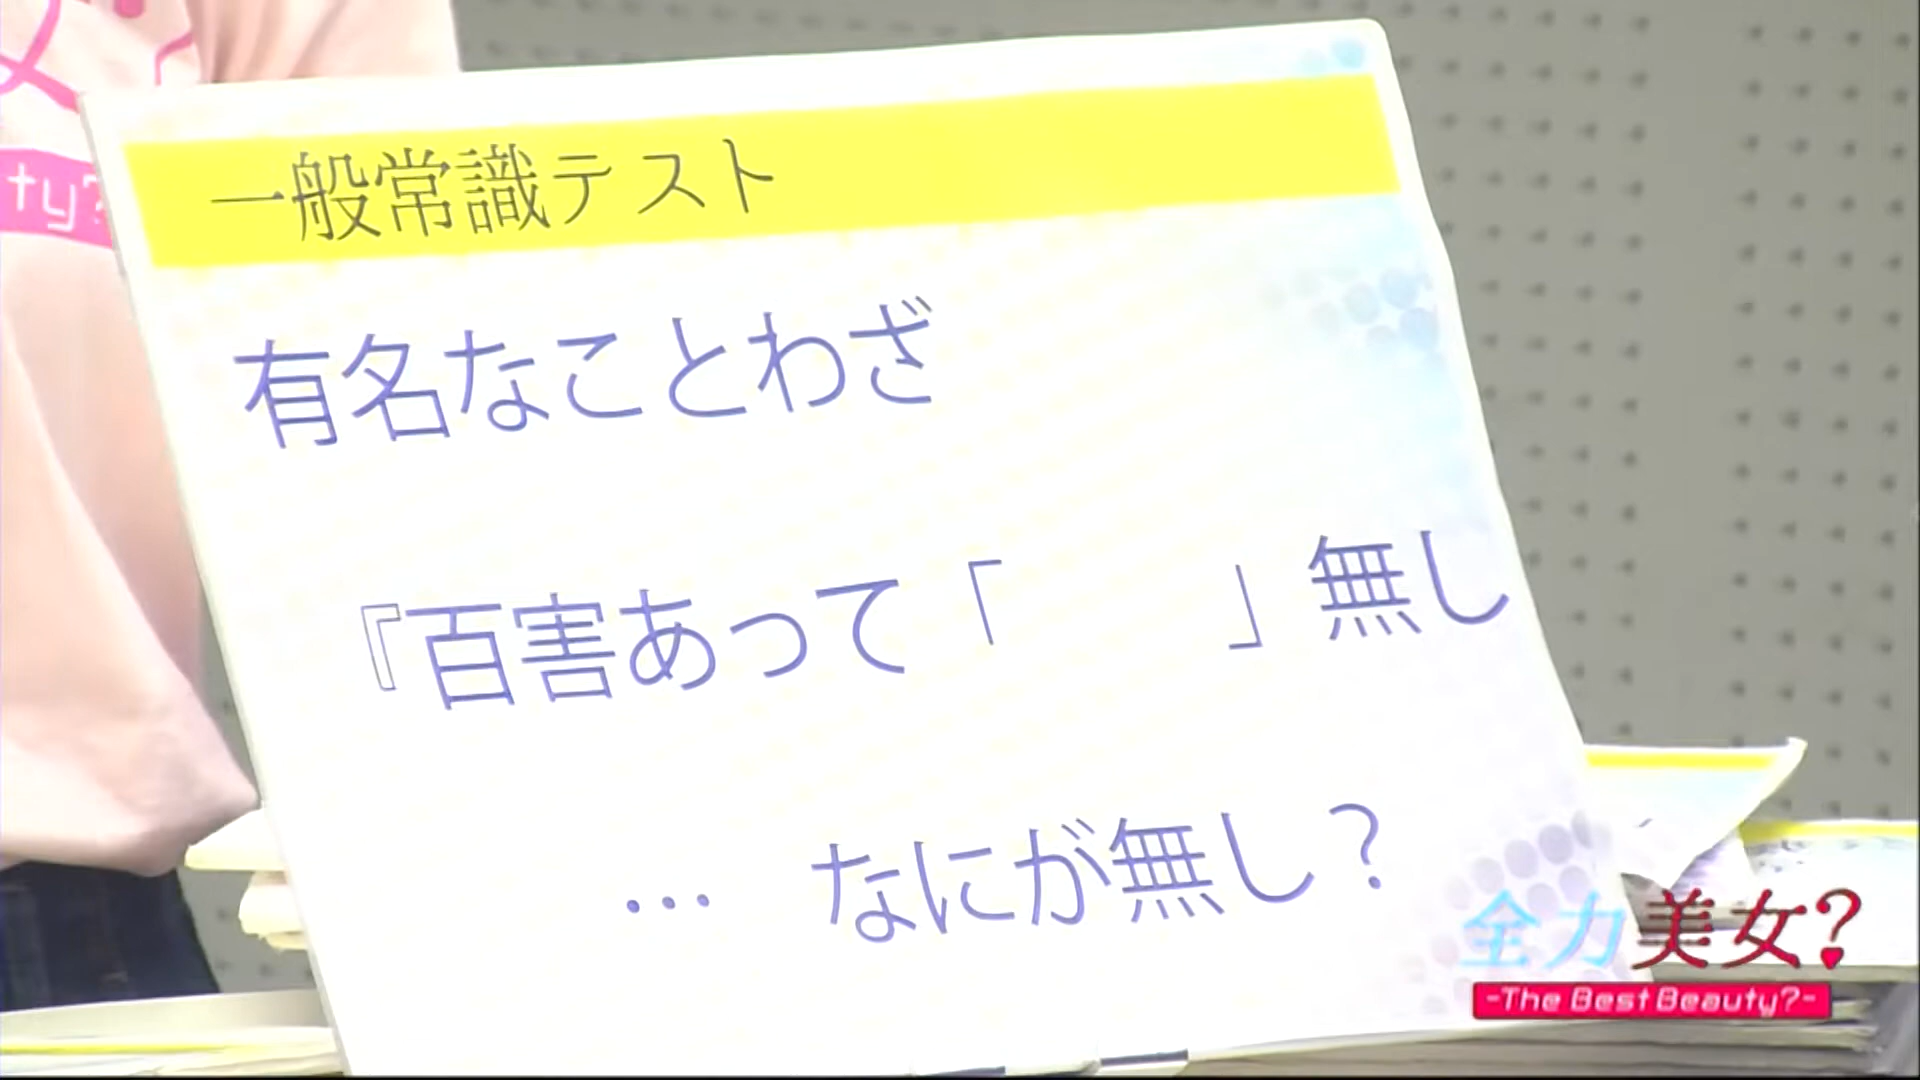 一般常識テスト
有名なことわざ
『百害あって「　　」無し
… なにが無し?
ty?
全力美女?
-The Best Beauty?-